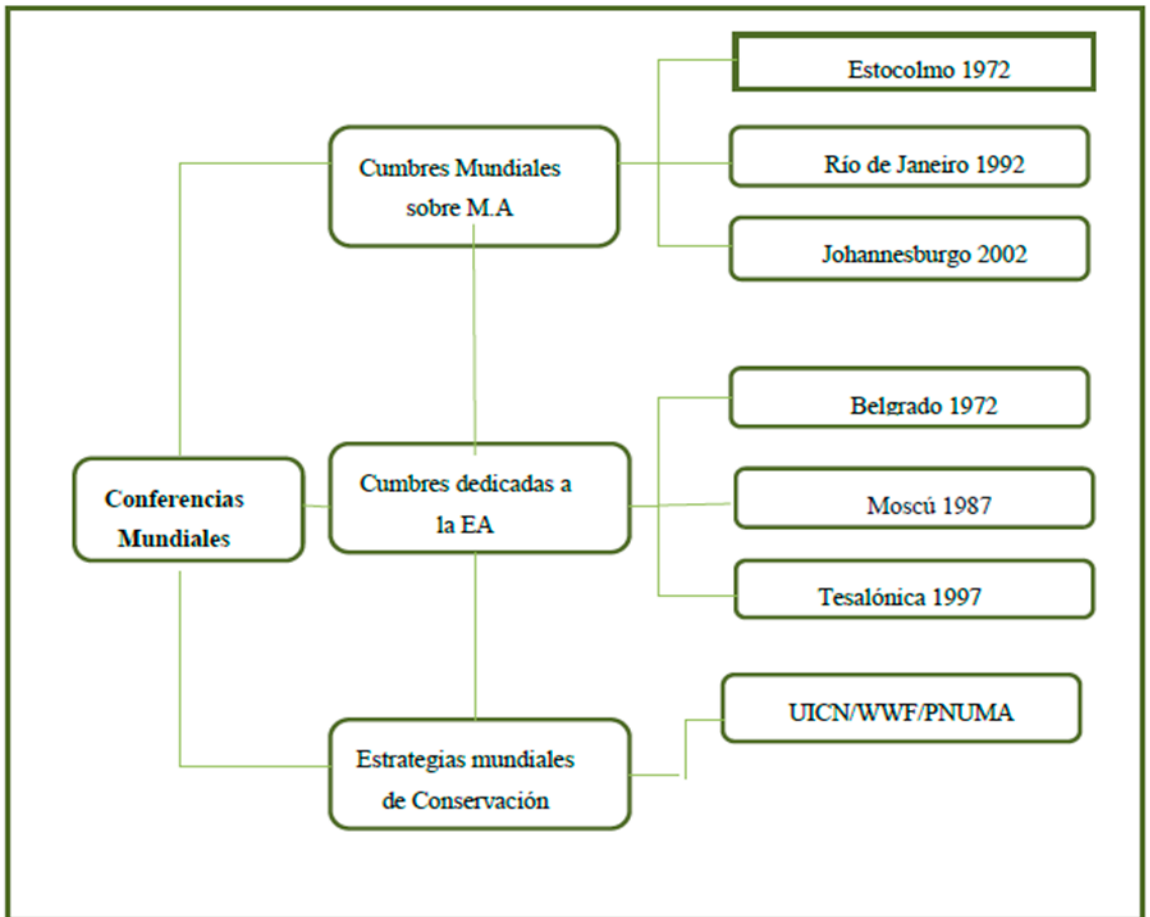 Estocolmo 1972
Cumbres Mundiales
sobre M.A
Río de Janeiro 1992
Johannesburgo 2002
Belgrado 1972
Conferencias
Mundiales
Cumbres dedicadas a
la EA
Moscú 1987
Tesalónica 1997
UICN/WWF/PNUMA
Estrategias mundiales
de Conservación